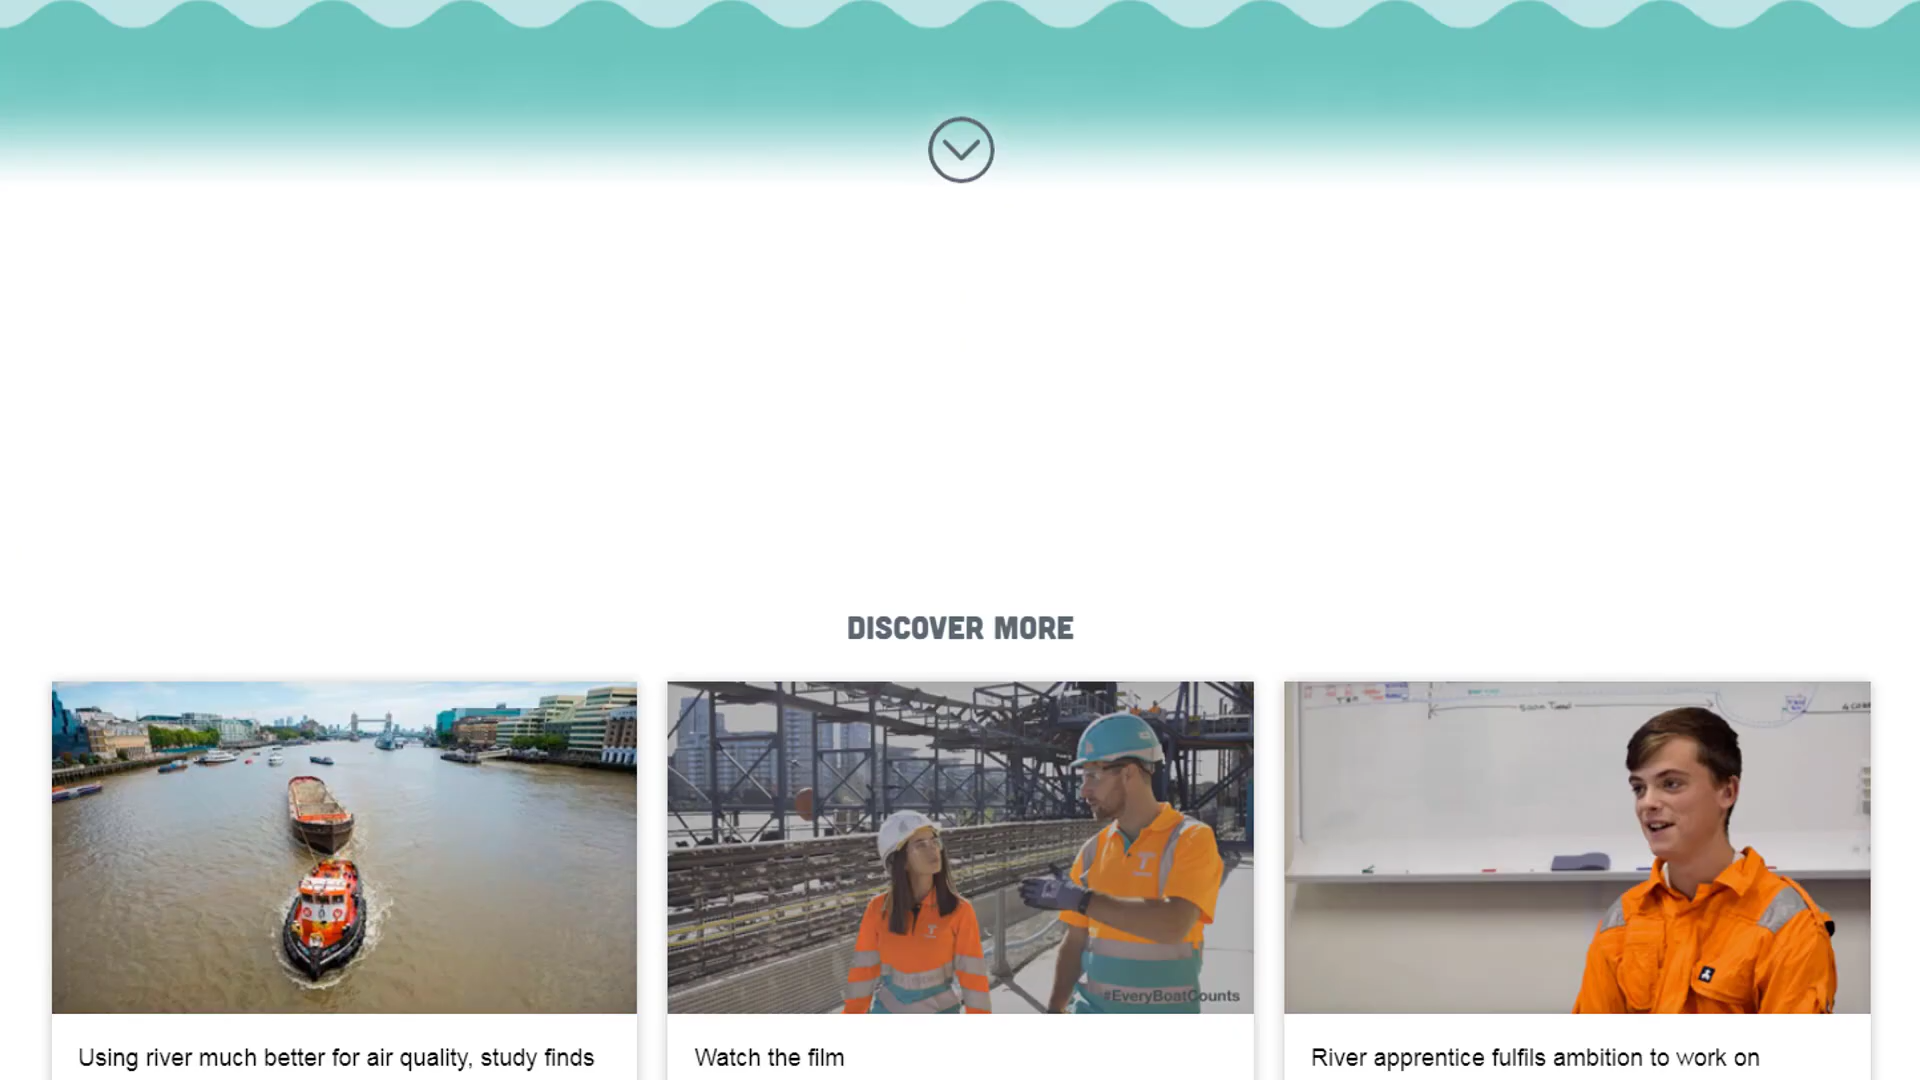 DISCOVER MORE
#EveryBoatCounts
Using river much better for air quality, study finds
Watch the film
River apprentice fulfils ambition to work on